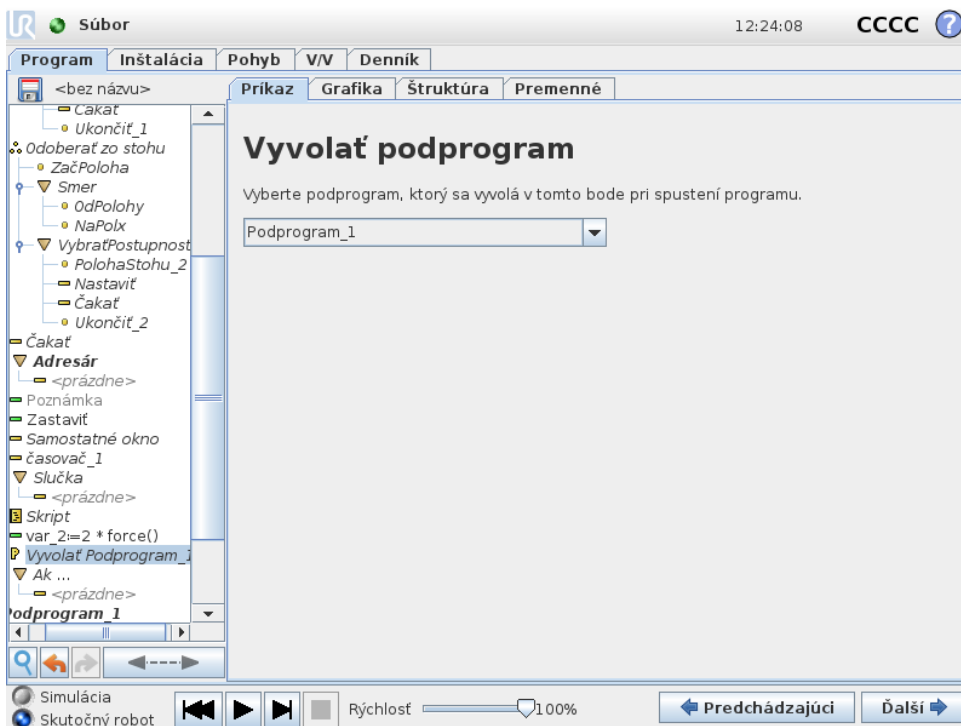 UR Súbor 12:24:08 CCCC ?
Program Inštalácia Pohyb V/V Denník
<bez názvu> Príkaz Grafika Štruktúra Premenné
Čakať
Ukončiť_1
Odoberať zo stohu
ZačPoloha
Smer
OdPolohy
NaPolx
VybraťPostupnosť
PolohaStohu_2
Nastaviť
Čakať
Ukončiť_2
Čakať
Adresár
<prázdne>
Poznámka
Zastaviť
Samostatné okno
časovač_1
Slučka
<prázdne>
Skript
var_2:=2 * force()
Vyvolať Podprogram_1
Ak ...
<prázdne>
Podprogram_1
Vyvolať podprogram
Vyberte podprogram, ktorý sa vyvolá v tomto bode pri spustení programu.
Podprogram_1
Simulácia
Skutočný robot
Rýchlosť 100%
Predchádzajúci Ďalší